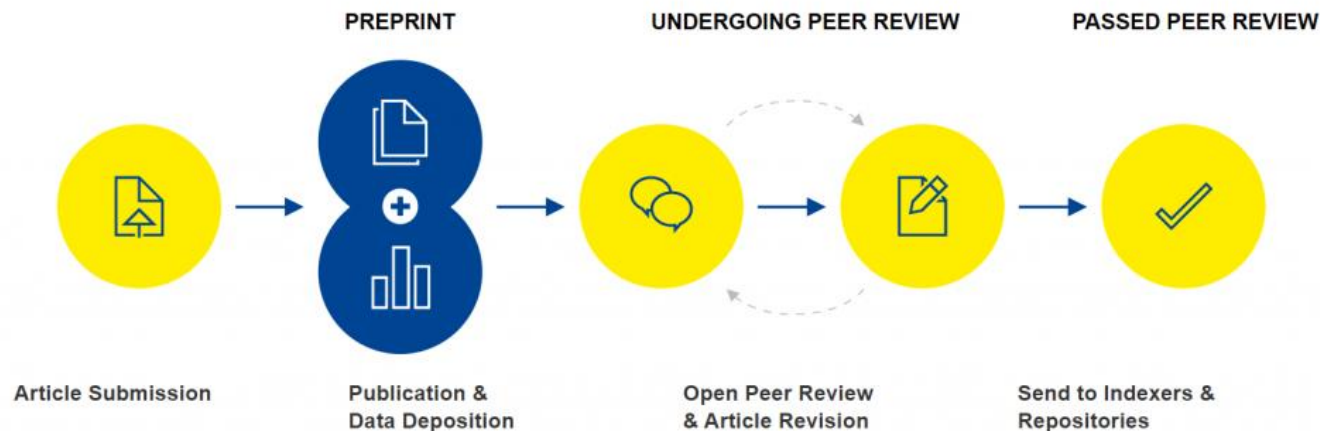 PREPRINT
UNDERGOING PEER REVIEW
PASSED PEER REVIEW
Article Submission
Publication &
Data Deposition
Open Peer Review
& Article Revision
Send to Indexers &
Repositories